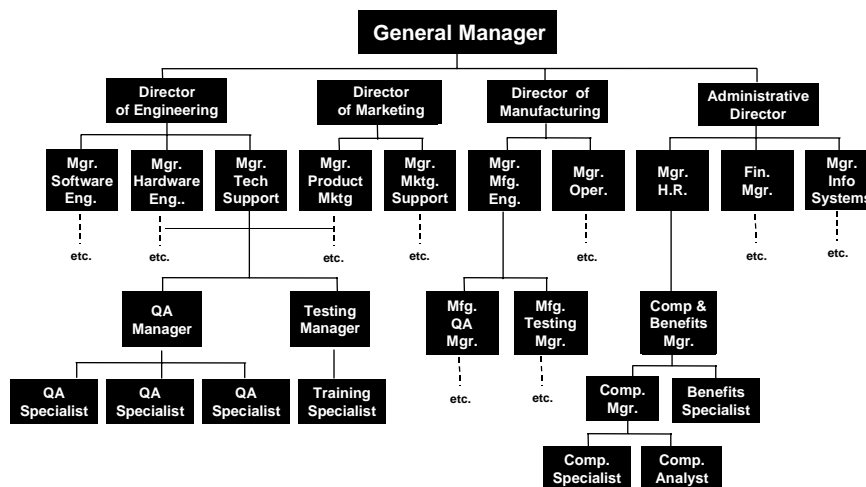 General Manager
Director
of Engineering
Director
of Marketing
Director of
Manufacturing
Administrative
Director
Mgr.
Software
Eng.
Mgr.
Hardware
Eng..
Mgr.
Tech
Support
Mgr.
Product
Mktg
Mgr.
Mktg.
Support
Mgr.
Mfg.
Eng.
Mgr.
Oper.
Mgr.
H.R.
Fin.
Mgr.
Mgr.
Info
Systems
etc.
etc.
etc.
etc.
etc.
etc.
QA
Manager
Testing
Manager
Mfg.
QA
Mgr.
Mfg.
Testing
Mgr.
Comp &
Benefits
Mgr.
QA
Specialist
QA
Specialist
QA
Specialist
Training
Specialist
etc.
etc.
Comp.
Mgr.
Benefits
Specialist
Comp.
Specialist
Comp.
Analyst